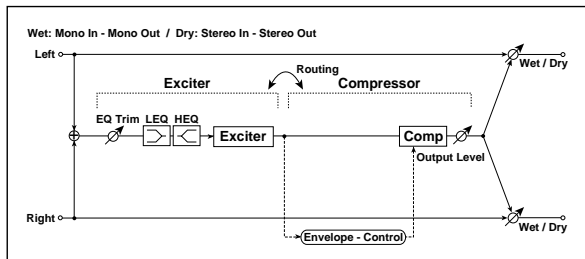 Wet: Mono In - Mono Out / Dry: Stereo In - Stereo Out
Left
Wet / Dry
Routing
Exciter
Compressor
EQ Trim
LEQ
HEQ
Exciter
Comp
Output Level
Right
Wet / Dry
Envelope - Control